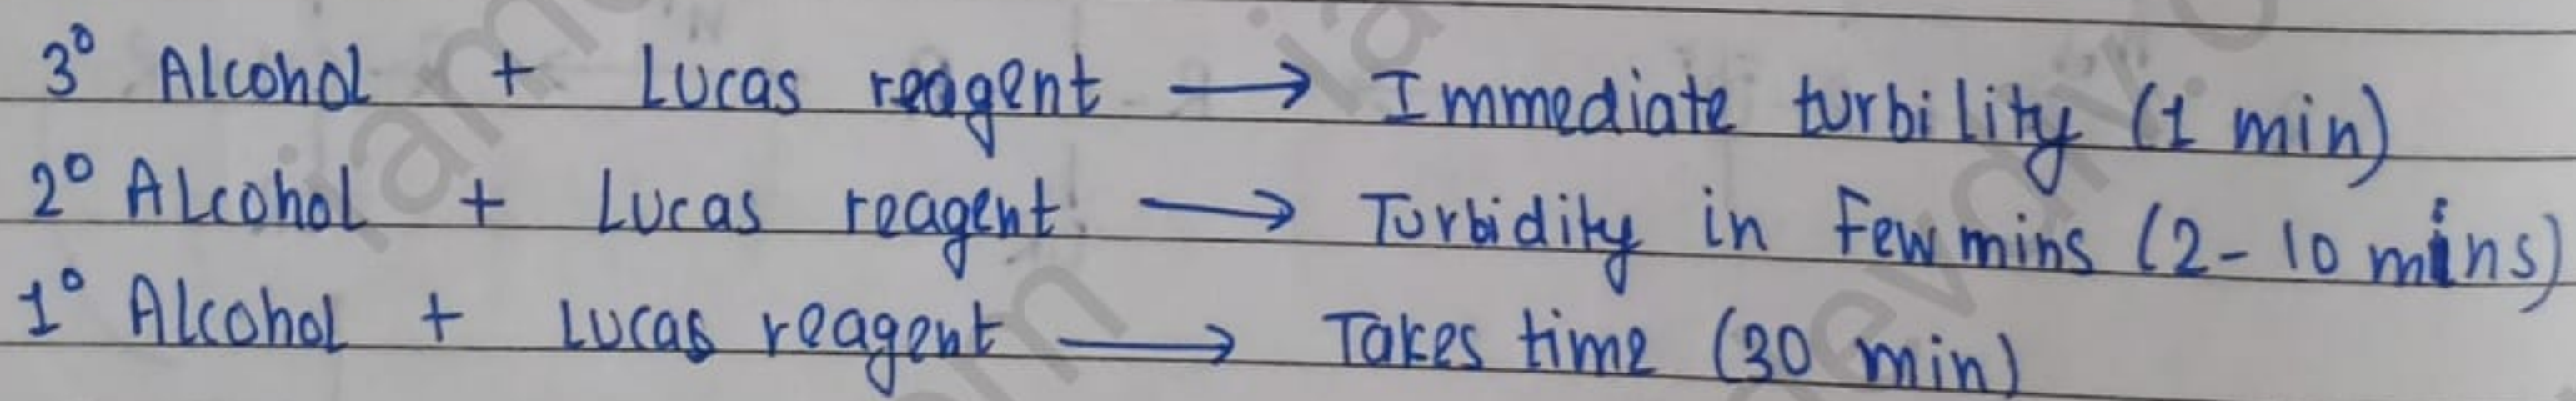 3° Alcohol + Lucas reagent → Immediate turbility (1 min)
2° Alcohol + Lucas reagent → Turbidity in Few mins (2-10 mins)
1° Alcohol + Lucas reagent → Takes time (30 min)